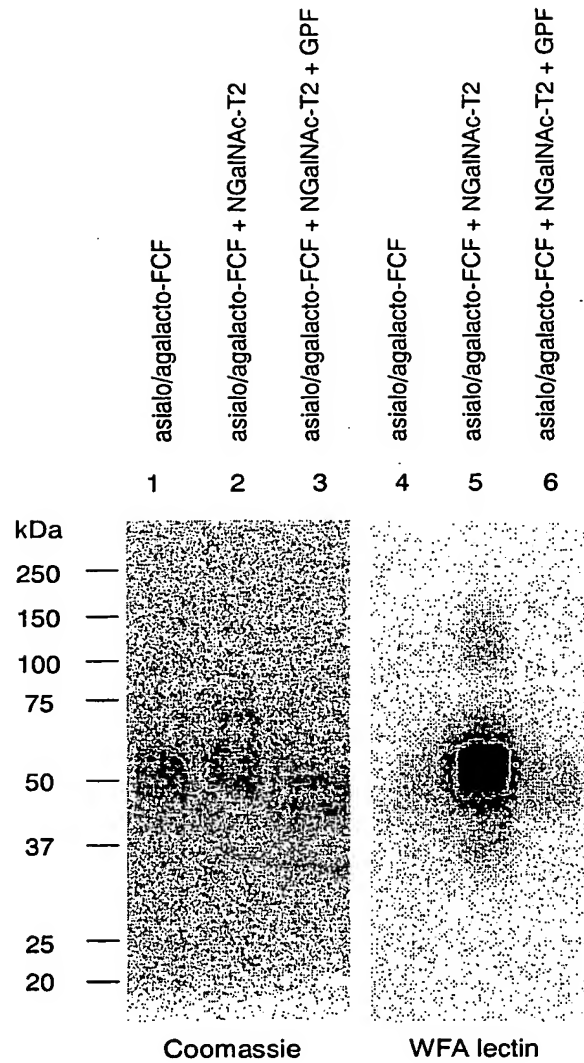 asialo/agalacto-FCF
asialo/agalacto-FCF + NGalNAc-T2
asialo/agalacto-FCF + NGalNAc-T2 + GPF
asialo/agalacto-FCF
asialo/agalacto-FCF + NGalNAc-T2
asialo/agalacto-FCF + NGalNAc-T2 + GPF
1 2 3 4 5 6
kDa
250
150
100
75
50
37
25
20
Coomassie WFA lectin